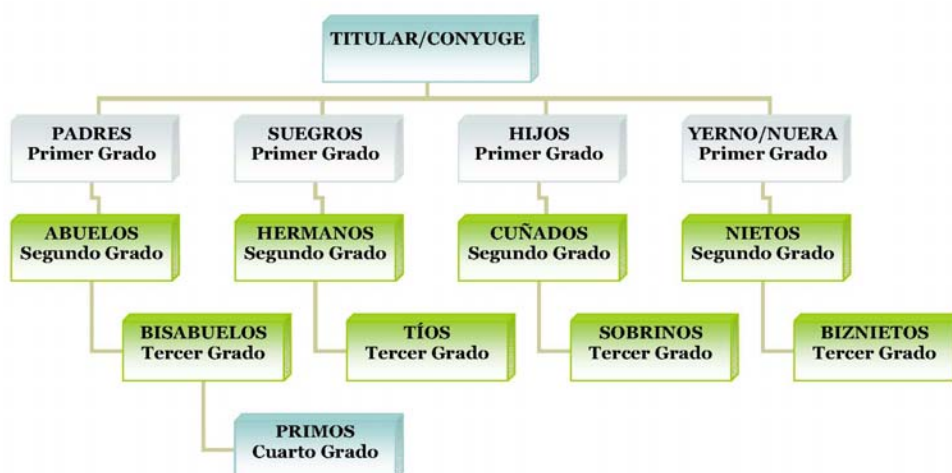 TITULAR/CONYUGE
PADRES
Primer Grado
SUEGROS
Primer Grado
HIJOS
Primer Grado
YERNO/NUERA
Primer Grado
ABUELOS
Segundo Grado
HERMANOS
Segundo Grado
CUÑADOS
Segundo Grado
NIETOS
Segundo Grado
BISABUELOS
Tercer Grado
TÍOS
Tercer Grado
SOBRINOS
Tercer Grado
BIZNIETOS
Tercer Grado
PRIMOS
Cuarto Grado